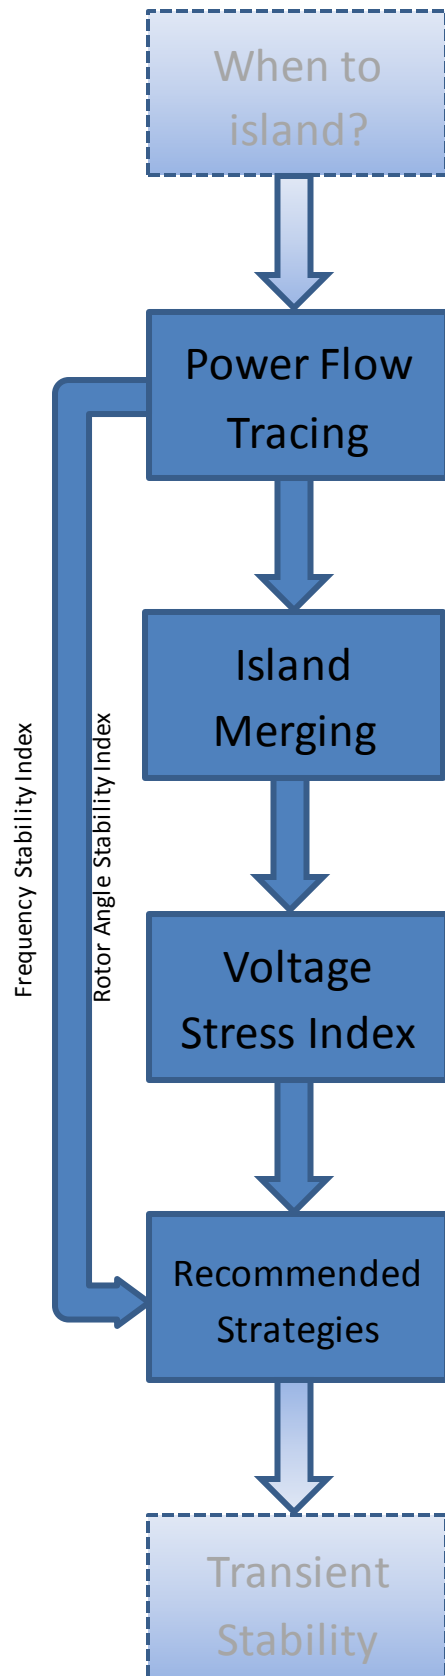 When to
island?
Power Flow
Tracing
Island
Merging
Frequency Stability Index
Rotor Angle Stability Index
Voltage
Stress Index
Recommended
Strategies
Transient
Stability